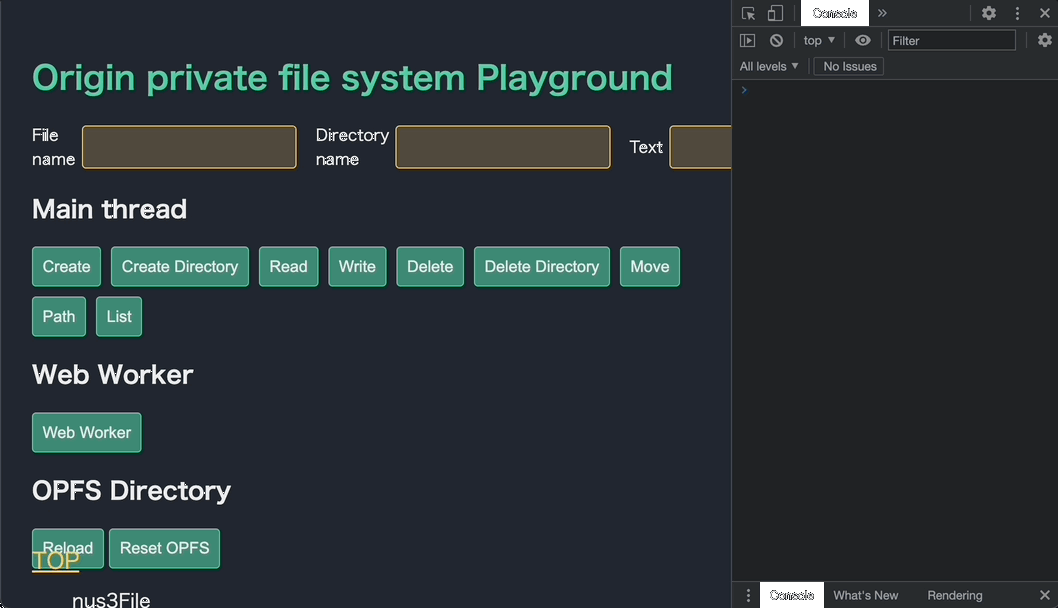 Origin private file system Playground
File
name
Directory
name
Text
Main thread
Create
Create Directory
Read
Write
Delete
Delete Directory
Move
Path
List
Web Worker
Web Worker
OPFS Directory
Reload
Reset OPFS
TOP
nus3File
Console
»
top ▼
Filter
All levels ▼
No Issues
›
Console
What's New
Rendering